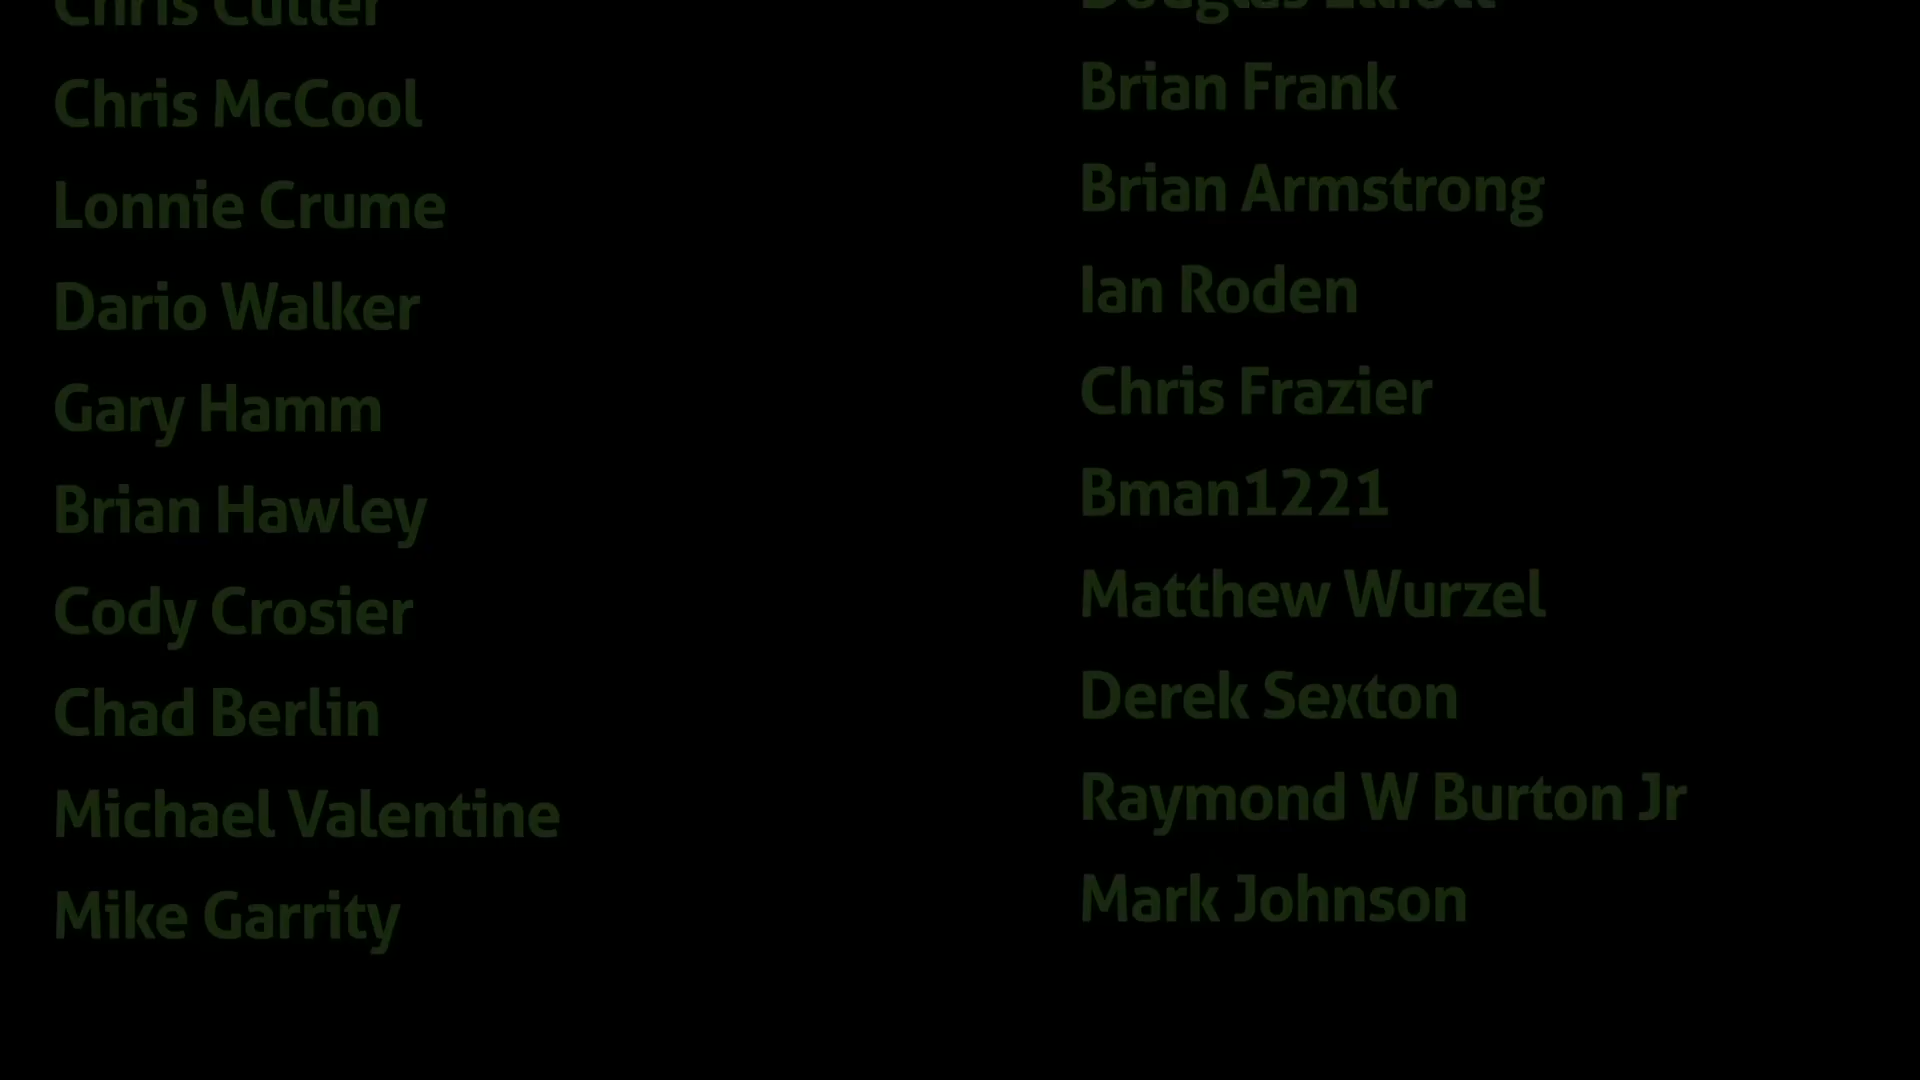 Chris McCool
Lonnie Crume
Dario Walker
Gary Hamm
Brian Hawley
Cody Crosier
Chad Berlin
Michael Valentine
Mike Garrity
Brian Frank
Brian Armstrong
Ian Roden
Chris Frazier
Bman1221
Matthew Wurzel
Derek Sexton
Raymond W Burton Jr
Mark Johnson